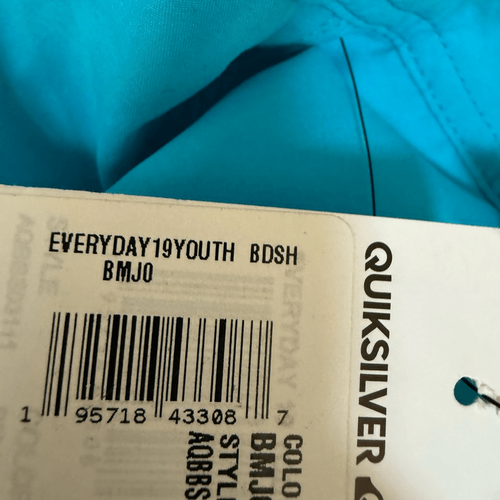 EVERYDAY19YOUTH BDSH
BMJ0
1 95718 43308 7
QUIKSILVER
COLO
BMJ0
STYL
AQBBS